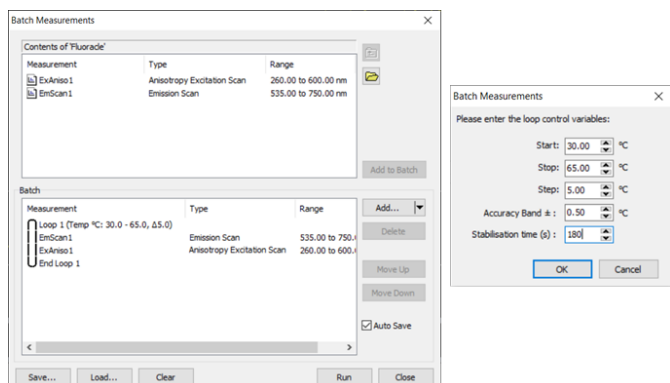 Batch Measurements
Contents of 'Fluorade'
Measurement Type Range
ExAniso1 Anisotropy Excitation Scan 260.00 to 600.00 nm
EmScan1 Emission Scan 535.00 to 750.00 nm
Add to Batch
Batch
Measurement Type Range
Loop 1 (Temp ºC: 30.0 - 65.0, Δ5.0)
EmScan1 Emission Scan 535.00 to 750.
ExAniso1 Anisotropy Excitation Scan 260.00 to 600.
End Loop 1
Add...
Delete
Move Up
Move Down
Auto Save
Save... Load... Clear Run Close
Batch Measurements
Please enter the loop control variables:
Start: 30.00 ºC
Stop: 65.00 ºC
Step: 5.00 ºC
Accuracy Band ±: 0.50 ºC
Stabilisation time (s) : 180
OK Cancel